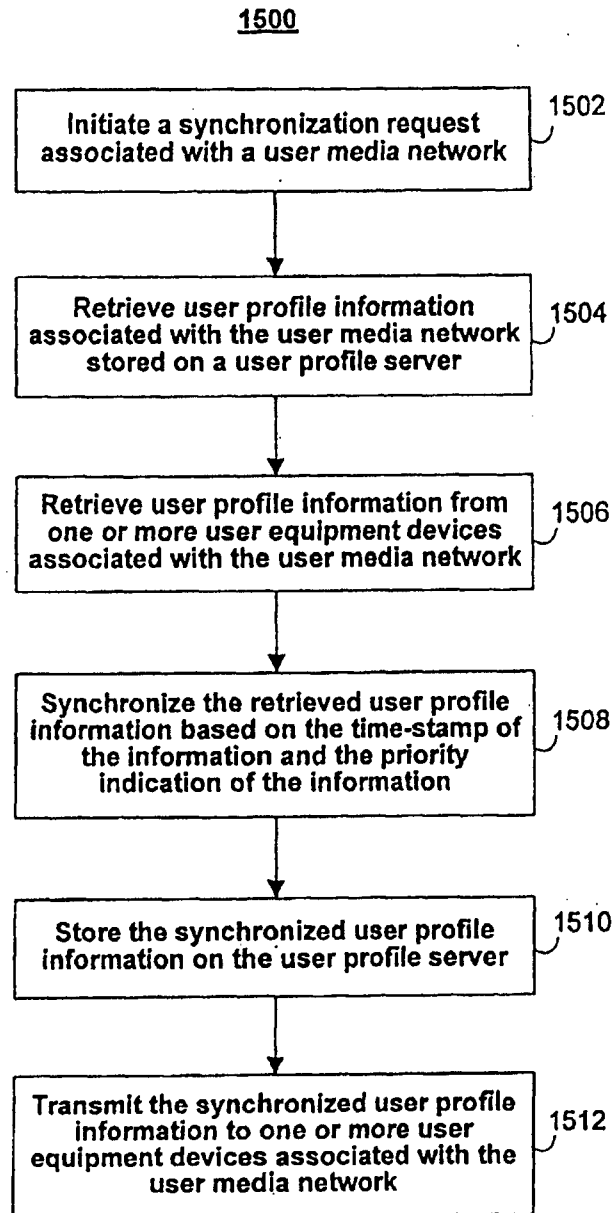 1500
Initiate a synchronization request
associated with a user media network
1502
Retrieve user profile information
associated with the user media network
stored on a user profile server
1504
Retrieve user profile information from
one or more user equipment devices
associated with the user media network
1506
Synchronize the retrieved user profile
information based on the time-stamp of
the information and the priority
indication of the information
1508
Store the synchronized user profile
information on the user profile server
1510
Transmit the synchronized user profile
information to one or more user
equipment devices associated with the
user media network
1512